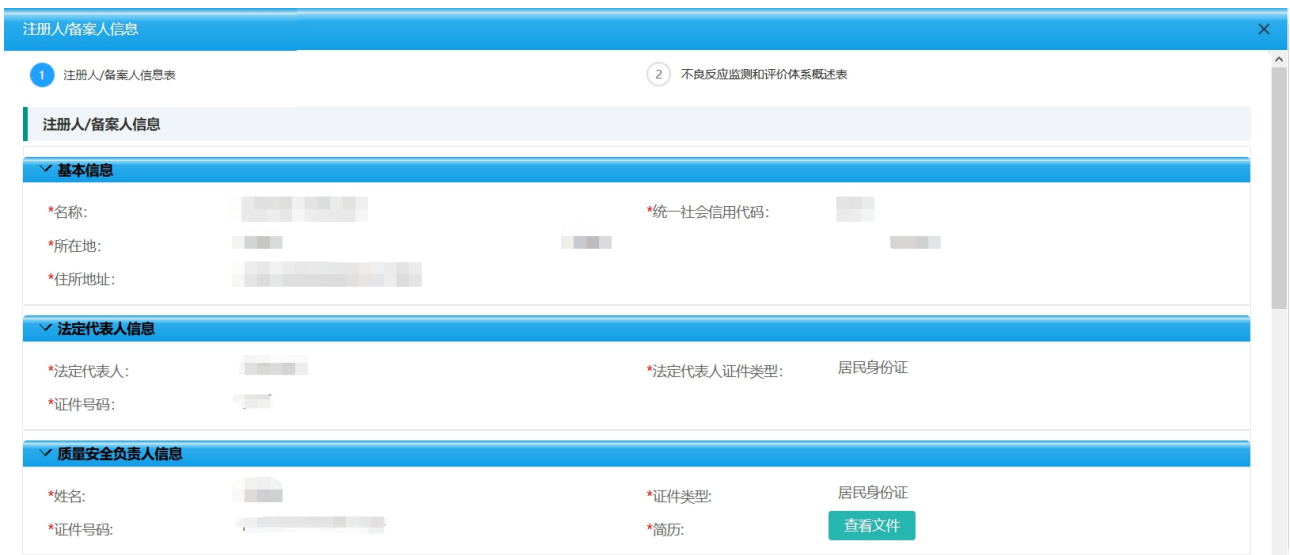 注册人/备案人信息 ×
1 注册人/备案人信息表 2 不良反应监测和评价体系概述表
注册人/备案人信息
基本信息
*名称: *统一社会信用代码:
*所在地:
*住所地址:
法定代表人信息
*法定代表人: *法定代表人证件类型: 居民身份证
*证件号码:
质量安全负责人信息
*姓名: *证件类型: 居民身份证
*证件号码: *简历: 查看文件